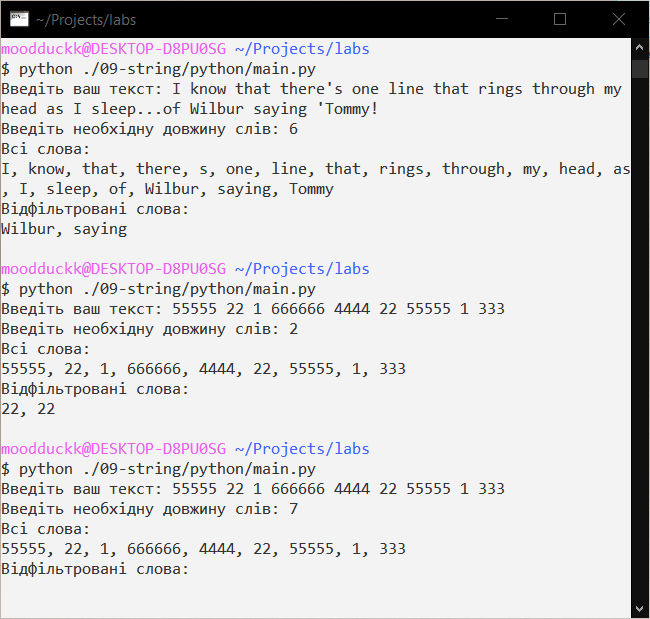 ~/Projects/labs
moodduckk@DESKTOP-D8PU0SG ~/Projects/labs
$ python ./09-string/python/main.py
Введіть ваш текст: I know that there's one line that rings through my
head as I sleep...of Wilbur saying 'Tommy!
Введіть необхідну довжину слів: 6
Всі слова:
I, know, that, there, s, one, line, that, rings, through, my, head, as
, I, sleep, of, Wilbur, saying, Tommy
Відфільтровані слова:
Wilbur, saying
moodduckk@DESKTOP-D8PU0SG ~/Projects/labs
$ python ./09-string/python/main.py
Введіть ваш текст: 55555 22 1 666666 4444 22 55555 1 333
Введіть необхідну довжину слів: 2
Всі слова:
55555, 22, 1, 666666, 4444, 22, 55555, 1, 333
Відфільтровані слова:
22, 22
moodduckk@DESKTOP-D8PU0SG ~/Projects/labs
$ python ./09-string/python/main.py
Введіть ваш текст: 55555 22 1 666666 4444 22 55555 1 333
Введіть необхідну довжину слів: 7
Всі слова:
55555, 22, 1, 666666, 4444, 22, 55555, 1, 333
Відфільтровані слова: